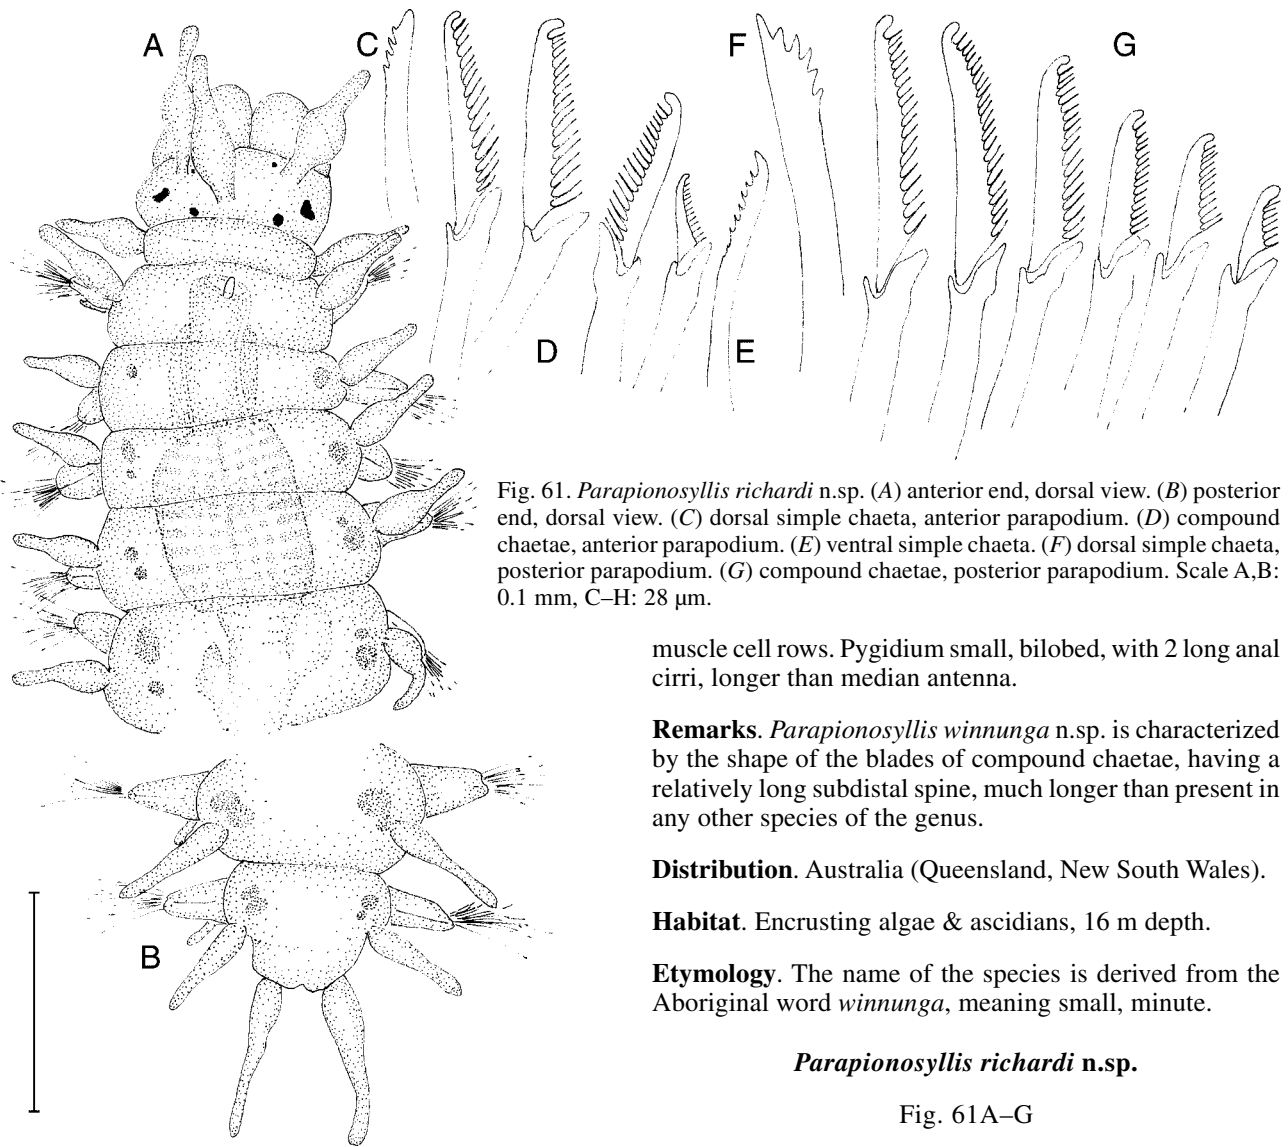 A
C
F
G
D
E
B
Fig. 61. Parapionosyllis richardi n.sp. (A) anterior end, dorsal view. (B) posterior
end, dorsal view. (C) dorsal simple chaeta, anterior parapodium. (D) compound
chaetae, anterior parapodium. (E) ventral simple chaeta. (F) dorsal simple chaeta,
posterior parapodium. (G) compound chaetae, posterior parapodium. Scale A,B:
0.1 mm, C–H: 28 µm.
muscle cell rows. Pygidium small, bilobed, with 2 long anal
cirri, longer than median antenna.
Remarks. Parapionosyllis winnunga n.sp. is characterized
by the shape of the blades of compound chaetae, having a
relatively long subdistal spine, much longer than present in
any other species of the genus.
Distribution. Australia (Queensland, New South Wales).
Habitat. Encrusting algae & ascidians, 16 m depth.
Etymology. The name of the species is derived from the
Aboriginal word winnunga, meaning small, minute.
Parapionosyllis richardi n.sp.
Fig. 61A–G